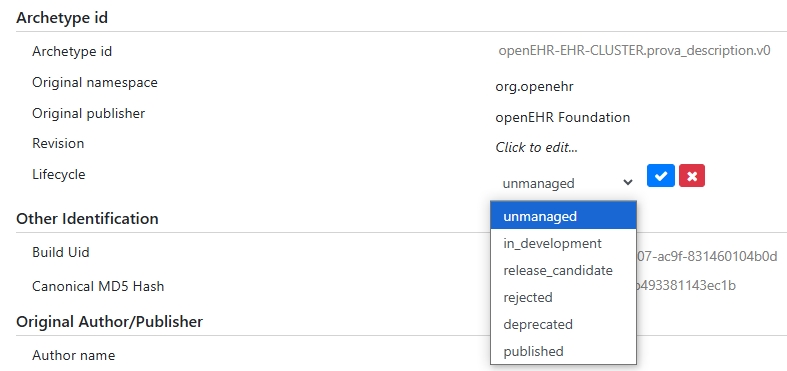 Archetype id
Archetype id openEHR-EHR-CLUSTER.prova_description.v0
Original namespace org.openehr
Original publisher openEHR Foundation
Revision Click to edit...
Lifecycle unmanaged
Other Identification unmanaged
Build Uid in_development 07-ac9f-831460104b0d
Canonical MD5 Hash release_candidate b493381143ec1b
rejected
Original Author/Publisher deprecated
Author name published